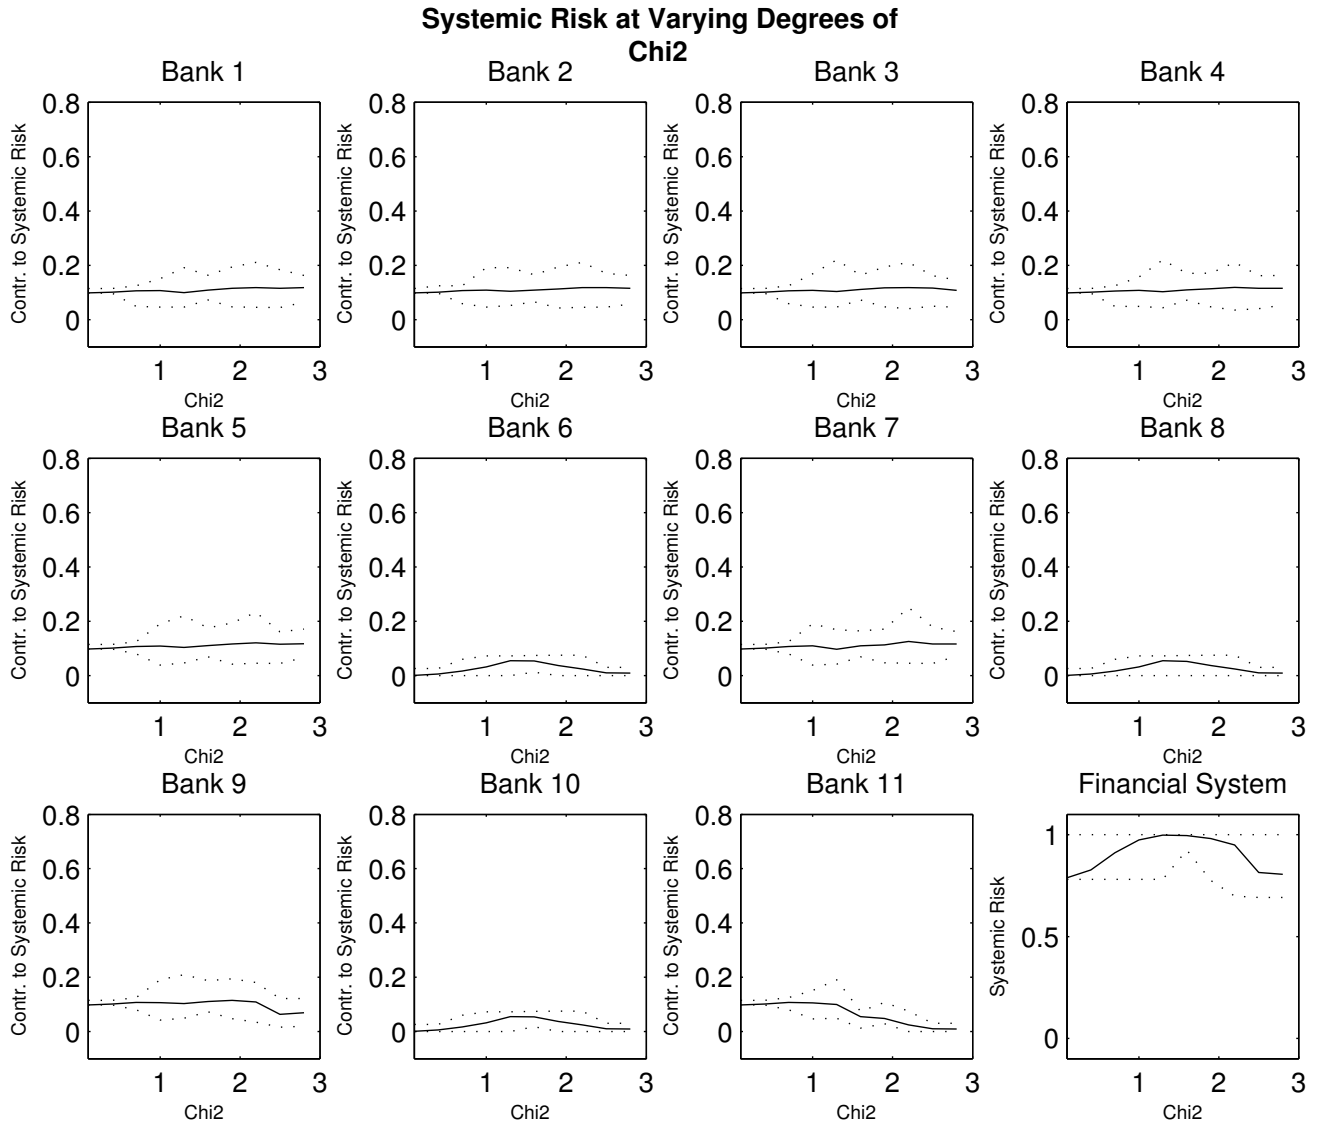 Systemic Risk at Varying Degrees of
Chi2
Bank 1
Bank 2
Bank 3
Bank 4
0.8
0.6
0.4
0.2
0
Contr. to Systemic Risk
1 2 3
Chi2
0.8
0.6
0.4
0.2
0
Contr. to Systemic Risk
1 2 3
Chi2
0.8
0.6
0.4
0.2
0
Contr. to Systemic Risk
1 2 3
Chi2
0.8
0.6
0.4
0.2
0
Contr. to Systemic Risk
1 2 3
Chi2
Bank 5
Bank 6
Bank 7
Bank 8
0.8
0.6
0.4
0.2
0
Contr. to Systemic Risk
1 2 3
Chi2
0.8
0.6
0.4
0.2
0
Contr. to Systemic Risk
1 2 3
Chi2
0.8
0.6
0.4
0.2
0
Contr. to Systemic Risk
1 2 3
Chi2
0.8
0.6
0.4
0.2
0
Contr. to Systemic Risk
1 2 3
Chi2
Bank 9
Bank 10
Bank 11
Financial System
0.8
0.6
0.4
0.2
0
Contr. to Systemic Risk
1 2 3
Chi2
0.8
0.6
0.4
0.2
0
Contr. to Systemic Risk
1 2 3
Chi2
0.8
0.6
0.4
0.2
0
Contr. to Systemic Risk
1 2 3
Chi2
1
0.5
0
Systemic Risk
1 2 3
Chi2